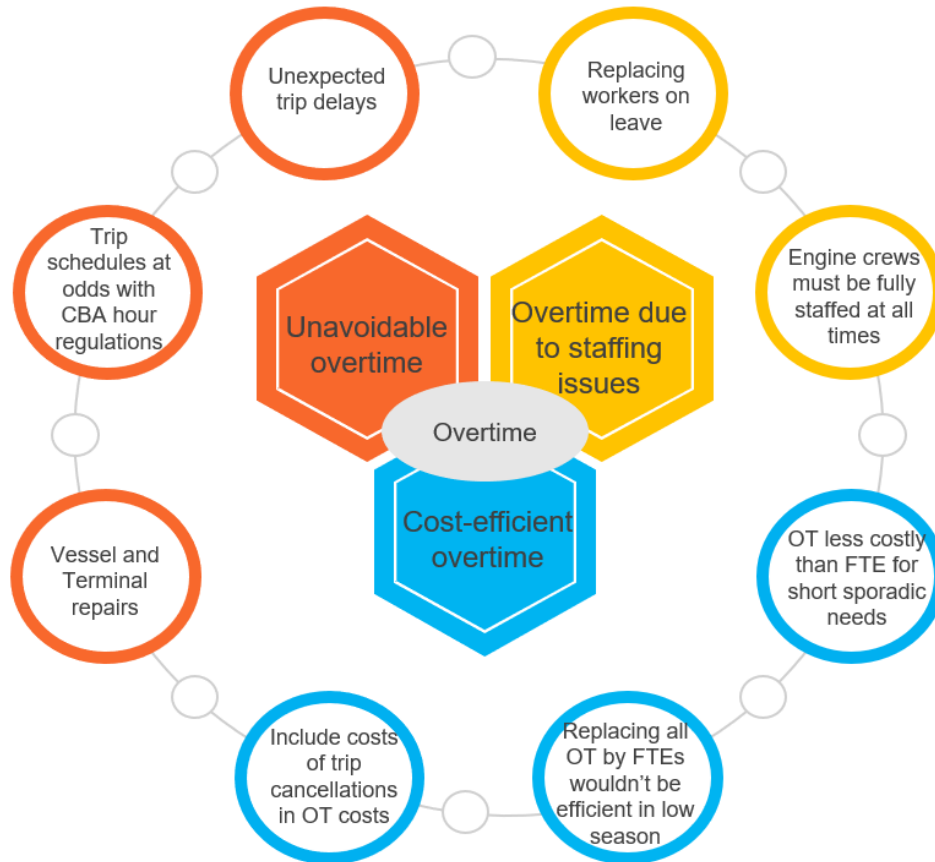 Unexpected
trip delays
Replacing
workers on
leave
Trip
schedules at
odds with
CBA hour
regulations
Unavoidable
overtime
Overtime due
to staffing
issues
Engine crews
must be fully
staffed at all
times
Overtime
Cost-efficient
overtime
Vessel and
Terminal
repairs
OT less costly
than FTE for
short sporadic
needs
Include costs
of trip
cancellations
in OT costs
Replacing all
OT by FTEs
wouldn’t be
efficient in low
season